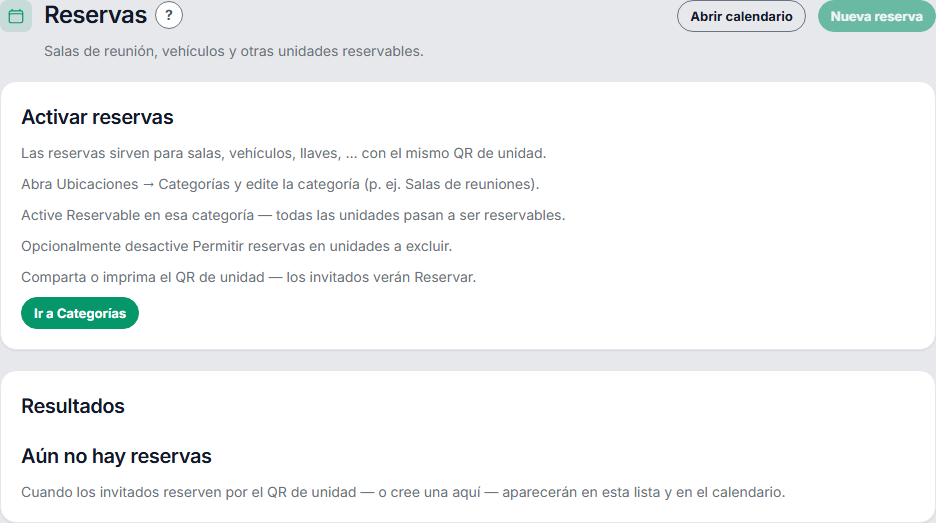 Reservas ?
Abrir calendario
Nueva reserva
Salas de reunión, vehículos y otras unidades reservables.
Activar reservas
Las reservas sirven para salas, vehículos, llaves, … con el mismo QR de unidad.
Abra Ubicaciones → Categorías y edite la categoría (p. ej. Salas de reuniones).
Active Reservable en esa categoría — todas las unidades pasan a ser reservables.
Opcionalmente desactive Permitir reservas en unidades a excluir.
Comparta o imprima el QR de unidad — los invitados verán Reservar.
Ir a Categorías
Resultados
Aún no hay reservas
Cuando los invitados reserven por el QR de unidad — o cree una aquí — aparecerán en esta lista y en el calendario.